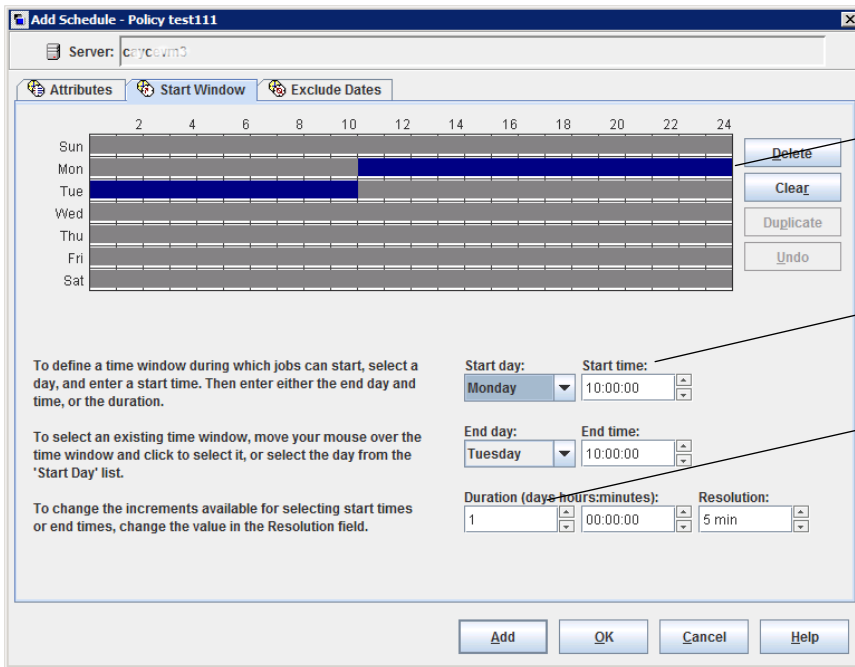 Add Schedule - Policy test111
Server:
Attributes
Start Window
Exclude Dates
2 4 6 8 10 12 14 16 18 20 22 24
Sun
Mon
Tue
Wed
Thu
Fri
Sat
Delete
Clear
Duplicate
Undo
To define a time window during which jobs can start, select a
day, and enter a start time. Then enter either the end day and
time, or the duration.
To select an existing time window, move your mouse over the
time window and click to select it, or select the day from the
'Start Day' list.
To change the increments available for selecting start times
or end times, change the value in the Resolution field.
Start day: Start time:
Monday 10:00:00
End day: End time:
Tuesday 10:00:00
Duration (days hours:minutes): Resolution:
1 00:00:00 5 min
Add OK Cancel Help